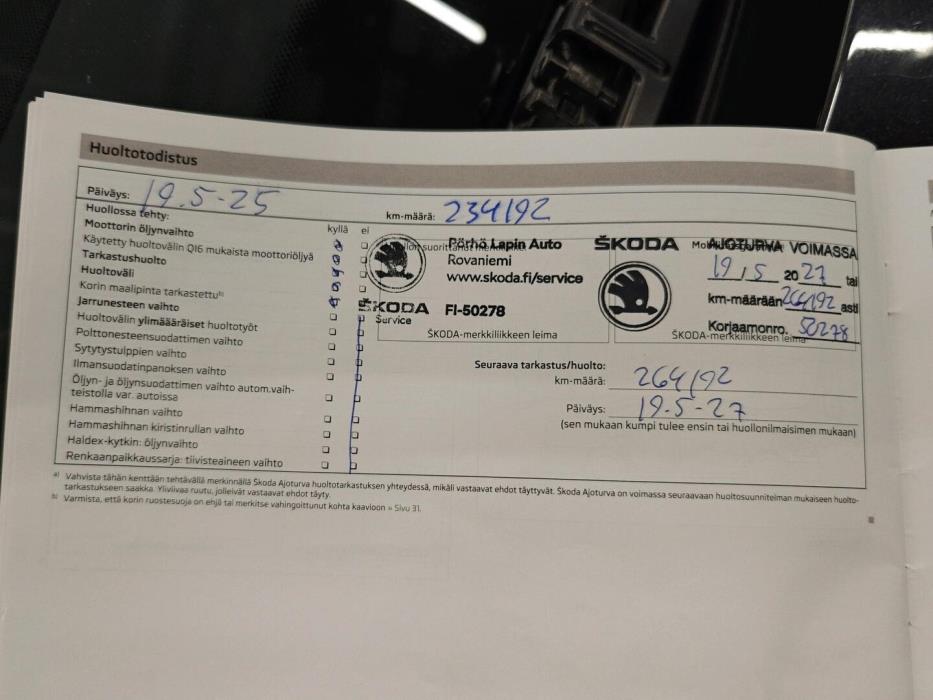 Huoltotodistus
Päiväys: 19.5-25
km-määrä: 234192
Huollossa tehty:
kyllä ei
Moottorin öljynvaihto
Käytetty huoltovälin QI6 mukaista moottoriöljyä
Tarkastushuolto
Huoltoväli
Korin maalipinta tarkastettu b)
Jarrunesteen vaihto
Huoltovälin ylimääräiset huoltotyöt
Polttonesteensuodattimen vaihto
Sytytystulppien vaihto
Ilmansuodatinpanoksen vaihto
Öljyn- ja öljynsuodattimen vaihto autom.vaih-
teistolla var. autoissa
Hammashihnan vaihto
Hammashihnan kiristinrullan vaihto
Haldex-kytkin: öljynvaihto
Renkaanpaikkaussarja: tiivisteaineen vaihto
Pörhö Lapin Auto
Rovaniemi
www.skoda.fi/service
ŠKODA FI-50278
Service
ŠKODA-merkkiliikkeen leima
ŠKODA
AJOTURVA VOIMASSA
19 / 5 2027 tai
km-määrään 264192 asti
Korjaamonro. 50278
ŠKODA-merkkiliikkeen leima
Seuraava tarkastus/huolto:
km-määrä: 264192
Päiväys: 19.5-27
(sen mukaan kumpi tulee ensin tai huollonilmaisimen mukaan)
a) Vahvista tähän kenttään tehtävällä merkinnällä Škoda Ajoturva huoltotarkastuksen yhteydessä, mikäli vastaavat ehdot täyttyvät. Škoda Ajoturva on voimassa seuraavaan huoltosuunnitelman mukaiseen huolto-
tarkastukseen saakka. Yliviivaa ruutu, jolleivät vastaavat ehdot täyty.
b) Varmista, että korin ruostesuoja on ehjä tai merkitse vahingoittunut kohta kaavioon » Sivu 31.